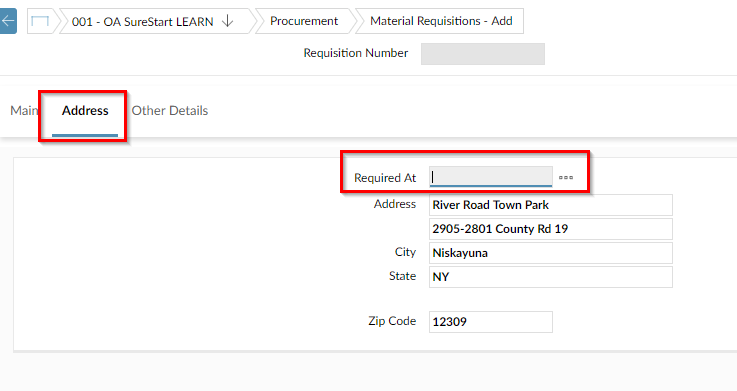 001 - OA SureStart LEARN Procurement Material Requisitions - Add
Requisition Number
Main Address Other Details
Required At
Address River Road Town Park
2905-2801 County Rd 19
City Niskayuna
State NY
Zip Code 12309